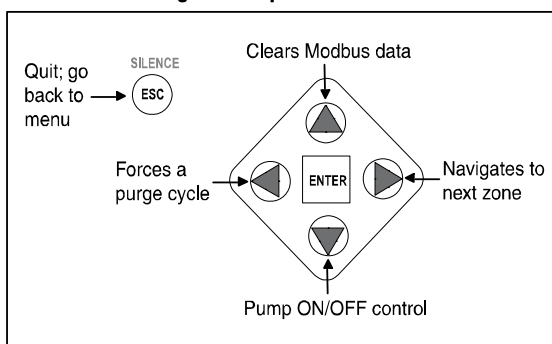 Clears Modbus data
SILENCE
Quit; go
back to
menu
ESC
Forces a
purge cycle
ENTER
Navigates to
next zone
Pump ON/OFF control